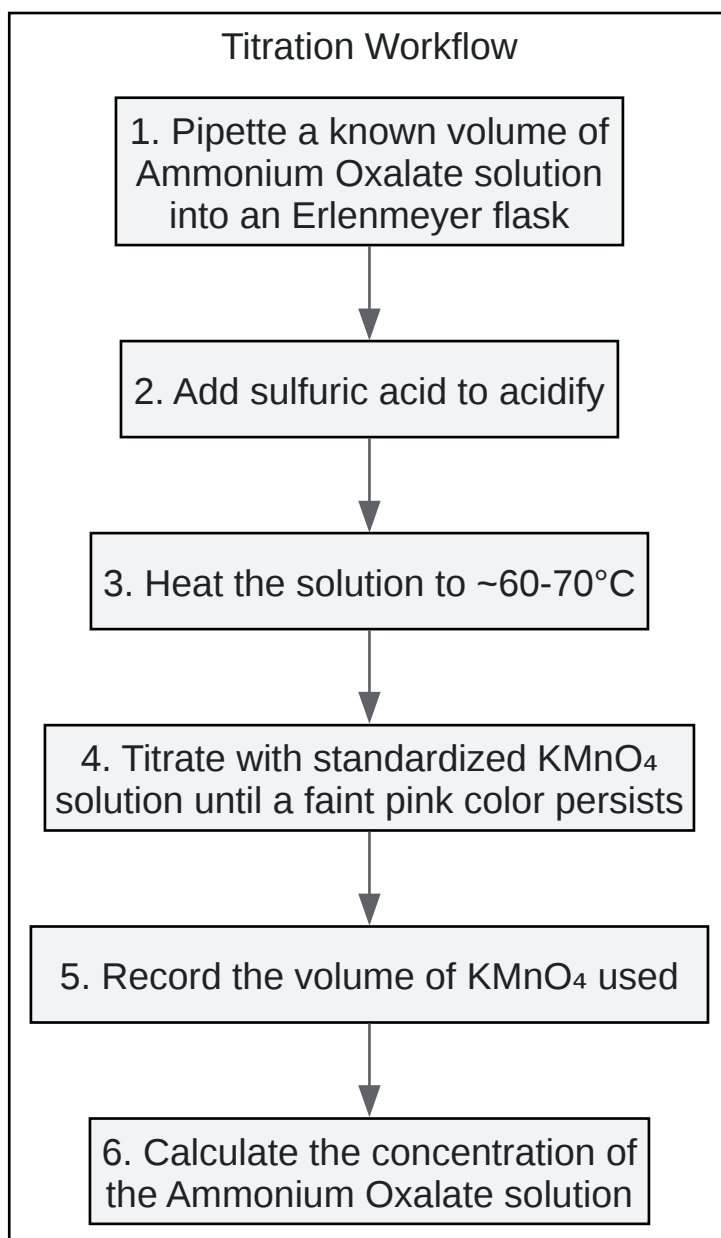 Titration Workflow
1. Pipette a known volume of
Ammonium Oxalate solution
into an Erlenmeyer flask
2. Add sulfuric acid to acidify
3. Heat the solution to ~60-70°C
4. Titrate with standardized KMnO₄
solution until a faint pink color persists
5. Record the volume of KMnO₄ used
6. Calculate the concentration of
the Ammonium Oxalate solution